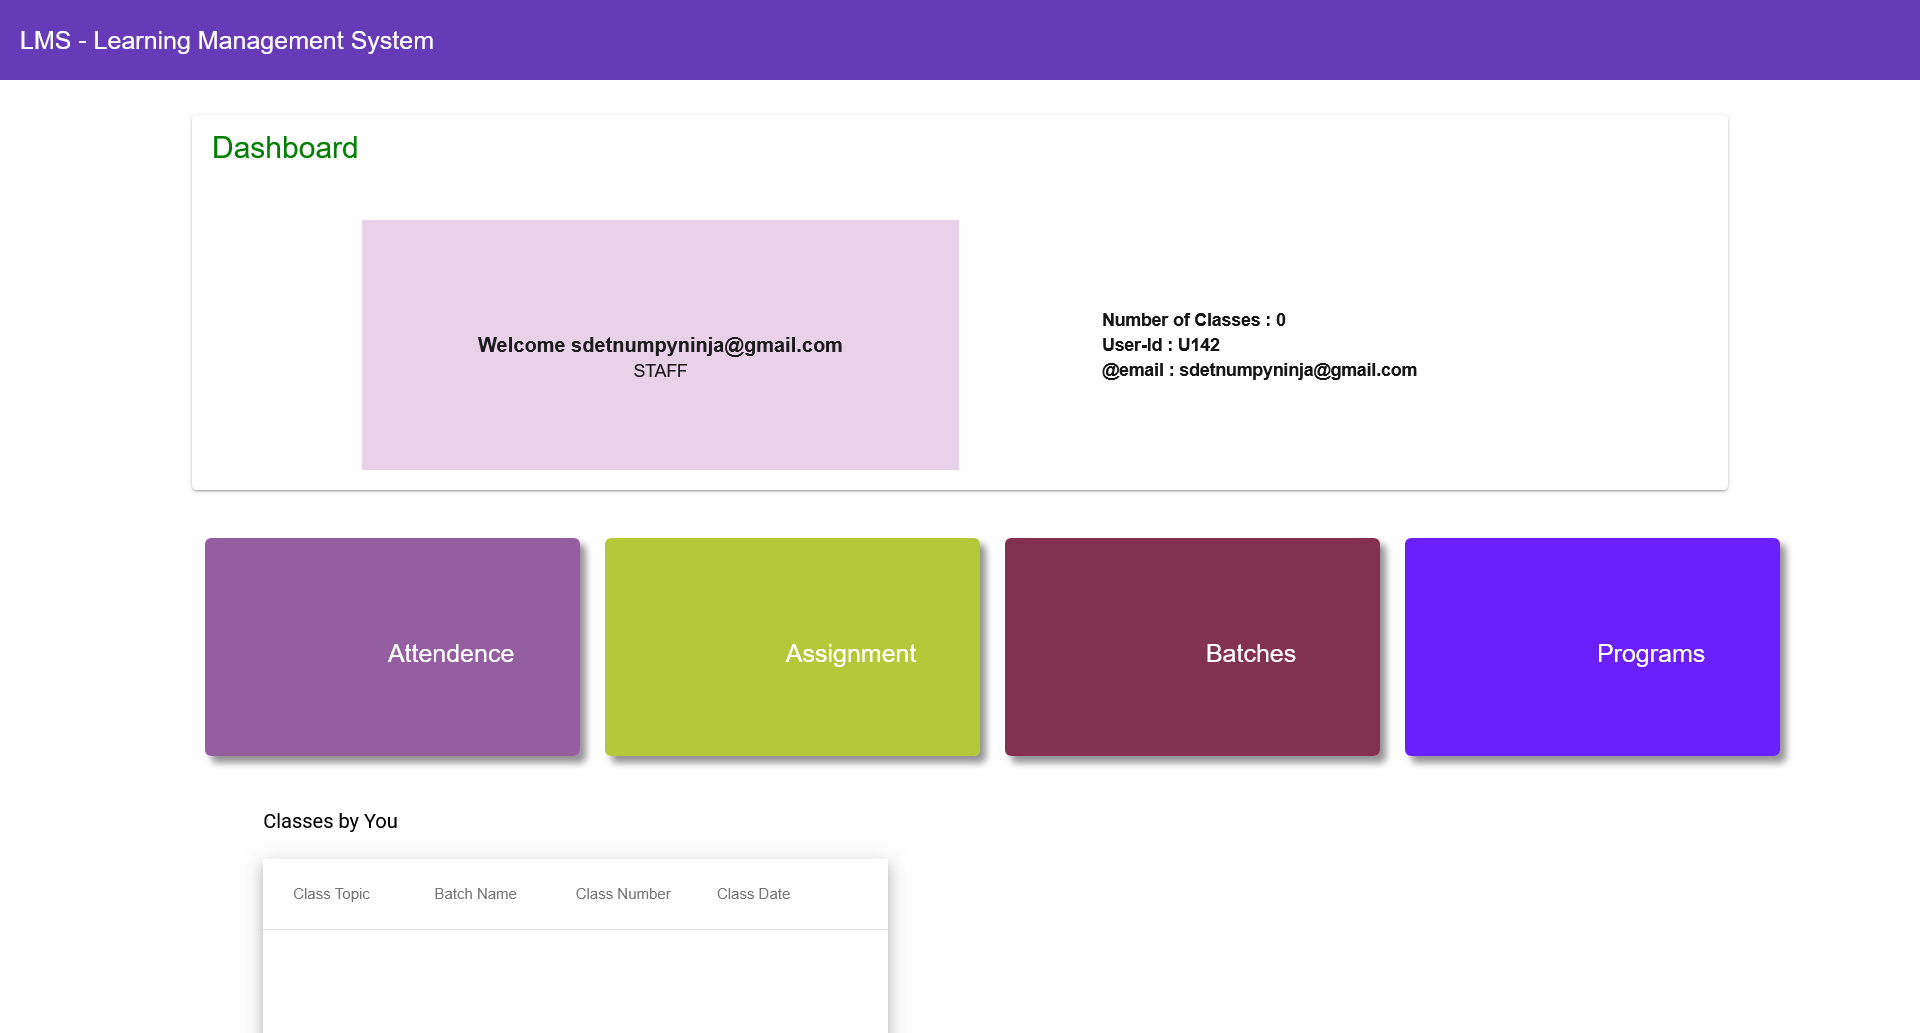 LMS - Learning Management System
Dashboard
Welcome sdetnumpyninja@gmail.com
STAFF
Number of Classes : 0
User-Id : U142
@email : sdetnumpyninja@gmail.com
Attendence
Assignment
Batches
Programs
Classes by You
Class Topic Batch Name Class Number Class Date